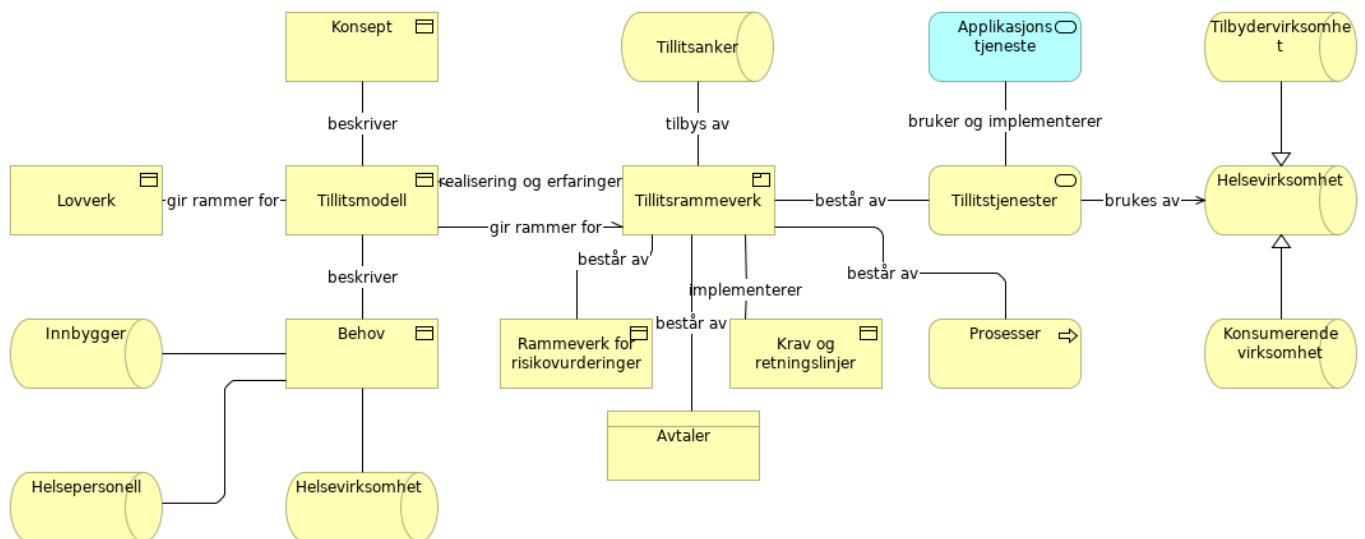 Konsept
Tillitsanker
Applikasjons
tjeneste
Tilbydervirksomhe
t
beskriver
tilbys av
bruker og implementerer
Lovverk
gir rammer for
Tillitsmodell
realisering og erfaringer
Tillitsrammeverk
består av
Tillitstjenester
brukes av
Helsevirksomhet
gir rammer for
beskriver
består av
implementerer
består av
består av
Innbygger
Behov
Rammeverk for
risikovurderinger
Krav og
retningslinjer
Prosesser
Konsumerende
virksomhet
Avtaler
Helsepersonell
Helsevirksomhet